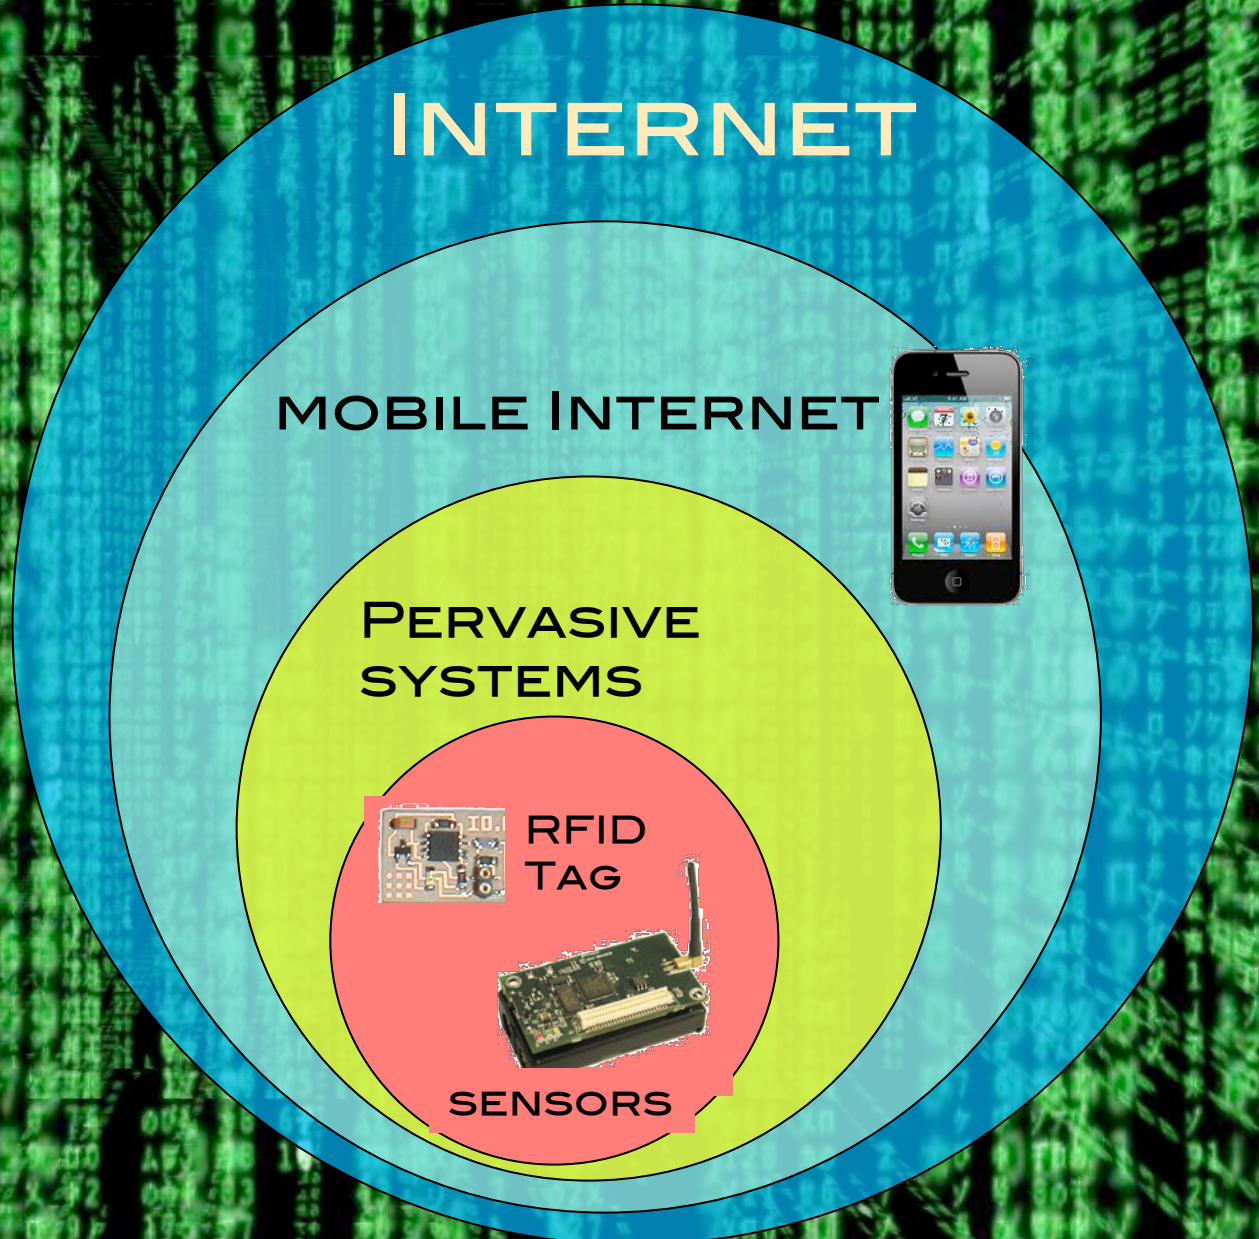 INTERNET
MOBILE INTERNET
PERVASIVE
SYSTEMS
RFID
TAG
SENSORS